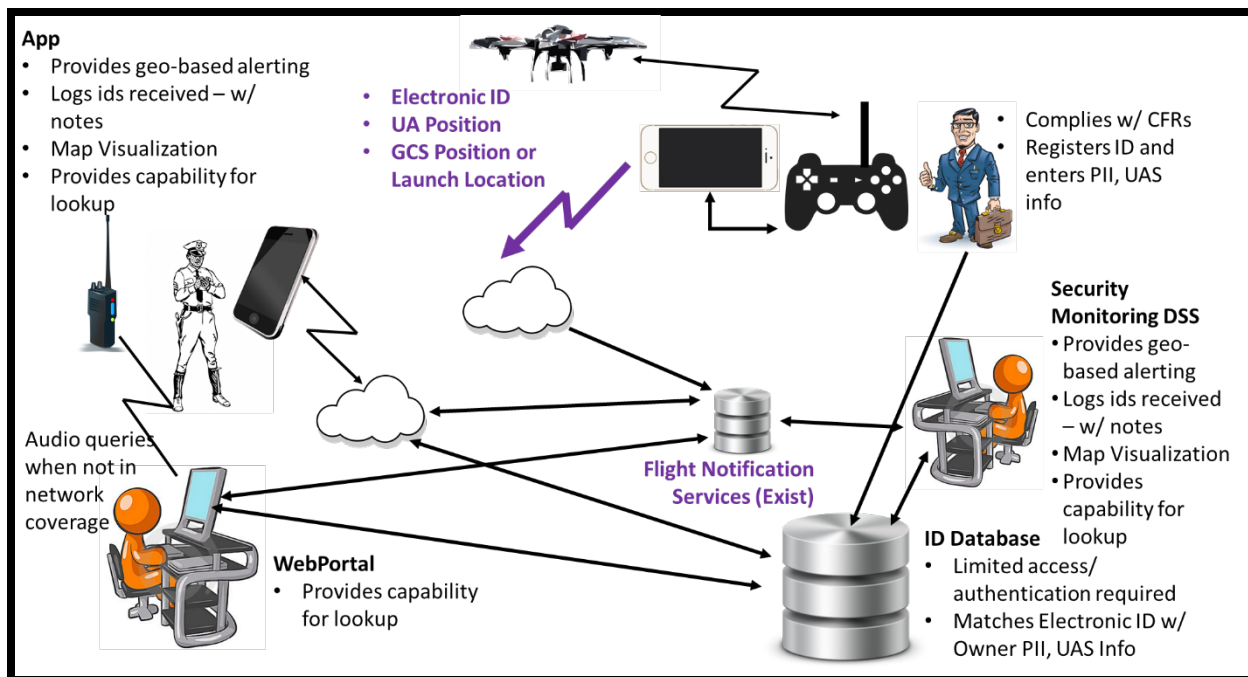 App
• Provides geo-based alerting
• Logs ids received – w/
notes
• Map Visualization
• Provides capability for
lookup
• Electronic ID
• UA Position
• GCS Position or
Launch Location
• Complies w/ CFRs
• Registers ID and
enters PII, UAS
info
Security
Monitoring DSS
• Provides geo-
based alerting
• Logs ids received
– w/ notes
• Map Visualization
• Provides
capability for
lookup
Audio queries
when not in
network
coverage
Flight Notification
Services (Exist)
WebPortal
• Provides capability
for lookup
ID Database
• Limited access/
authentication required
• Matches Electronic ID w/
Owner PII, UAS Info